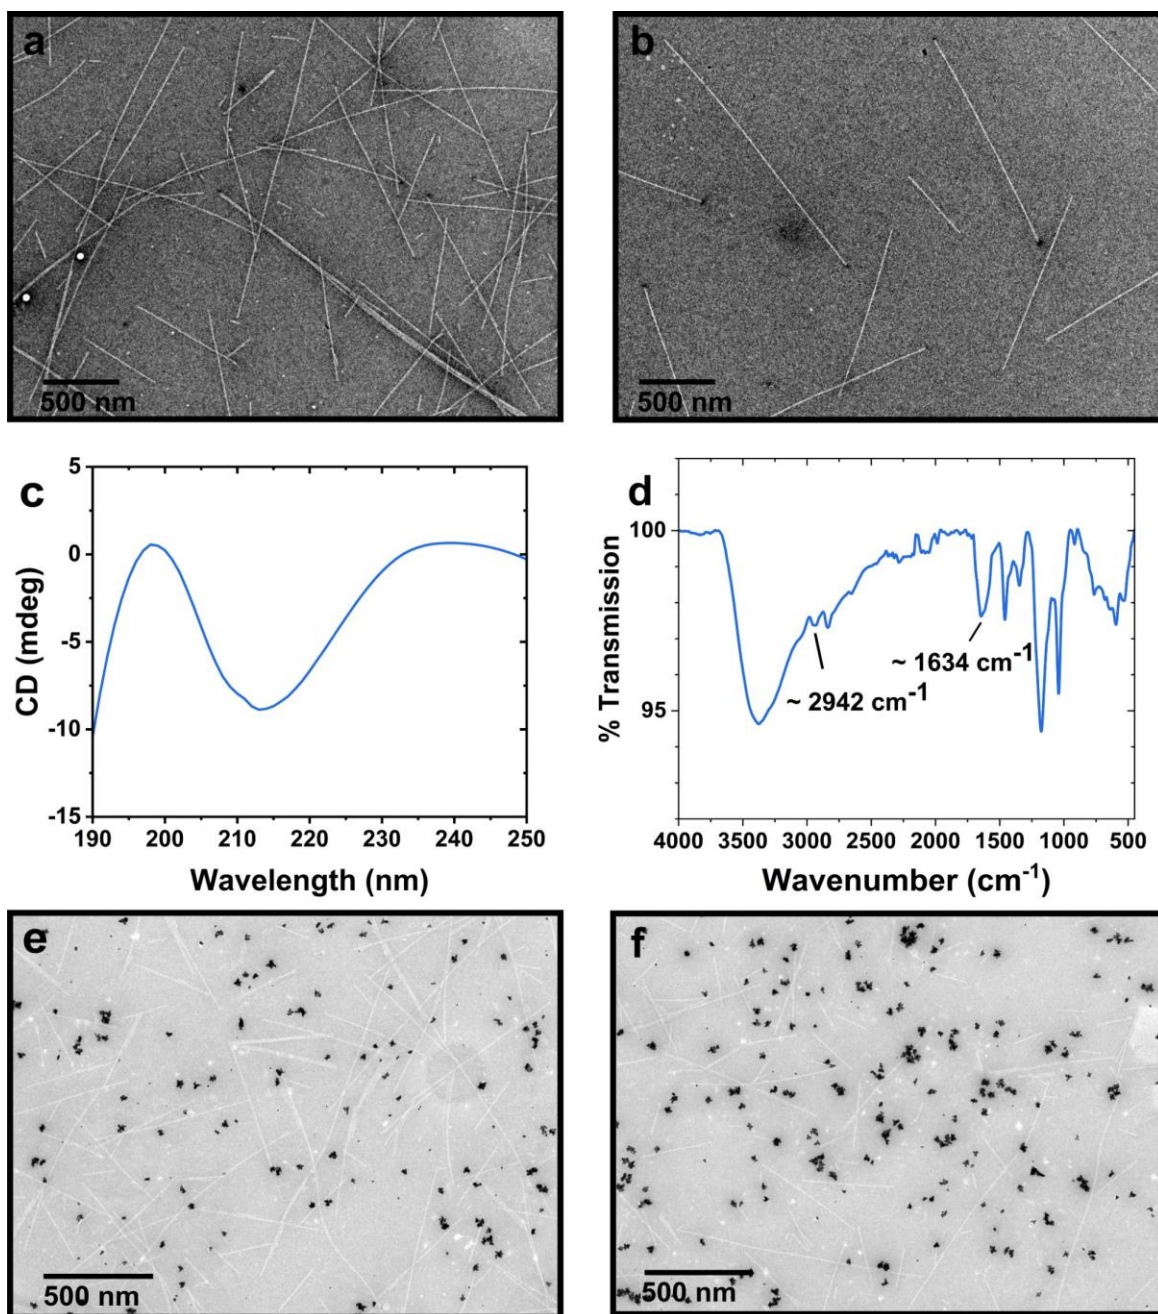 a
500 nm
b
500 nm
c
5
0
-5
-10
-15
CD (mdeg)
190 200 210 220 230 240 250
Wavelength (nm)
d
100
95
% Transmission
~ 2942 cm⁻¹
~ 1634 cm⁻¹
4000 3500 3000 2500 2000 1500 1000 500
Wavenumber (cm⁻¹)
e
500 nm
f
500 nm